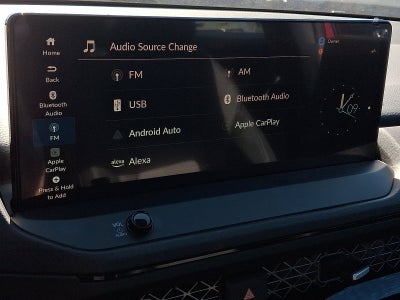 Home
Back
Bluetooth
Audio
FM
Apple
CarPlay
Press & Hold
to Add
Audio Source Change
FM
AM
USB
Bluetooth Audio
Android Auto
Apple CarPlay
alexa Alexa
VOL